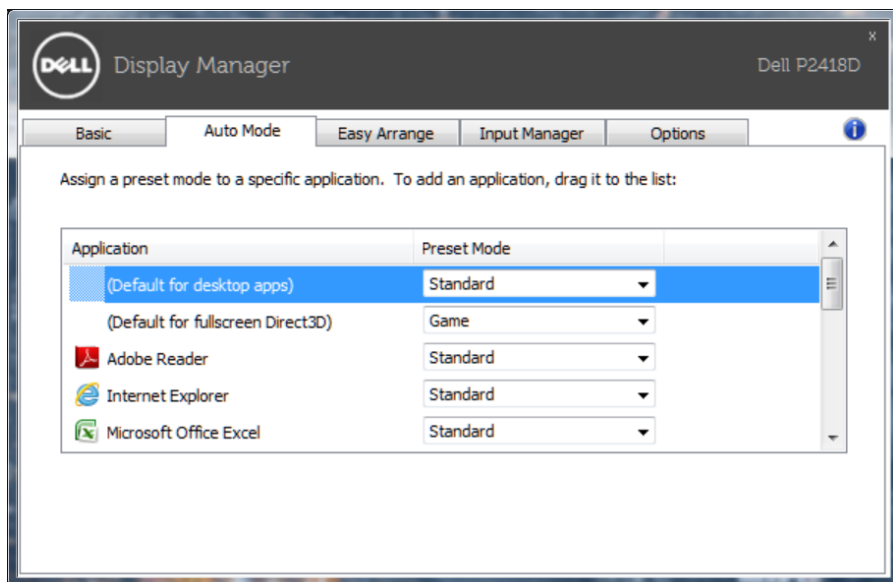 DELL Display Manager
Dell P2418D
x
Basic Auto Mode Easy Arrange Input Manager Options i
Assign a preset mode to a specific application. To add an application, drag it to the list:
Application Preset Mode
(Default for desktop apps) Standard
(Default for fullscreen Direct3D) Game
Adobe Reader Standard
Internet Explorer Standard
Microsoft Office Excel Standard